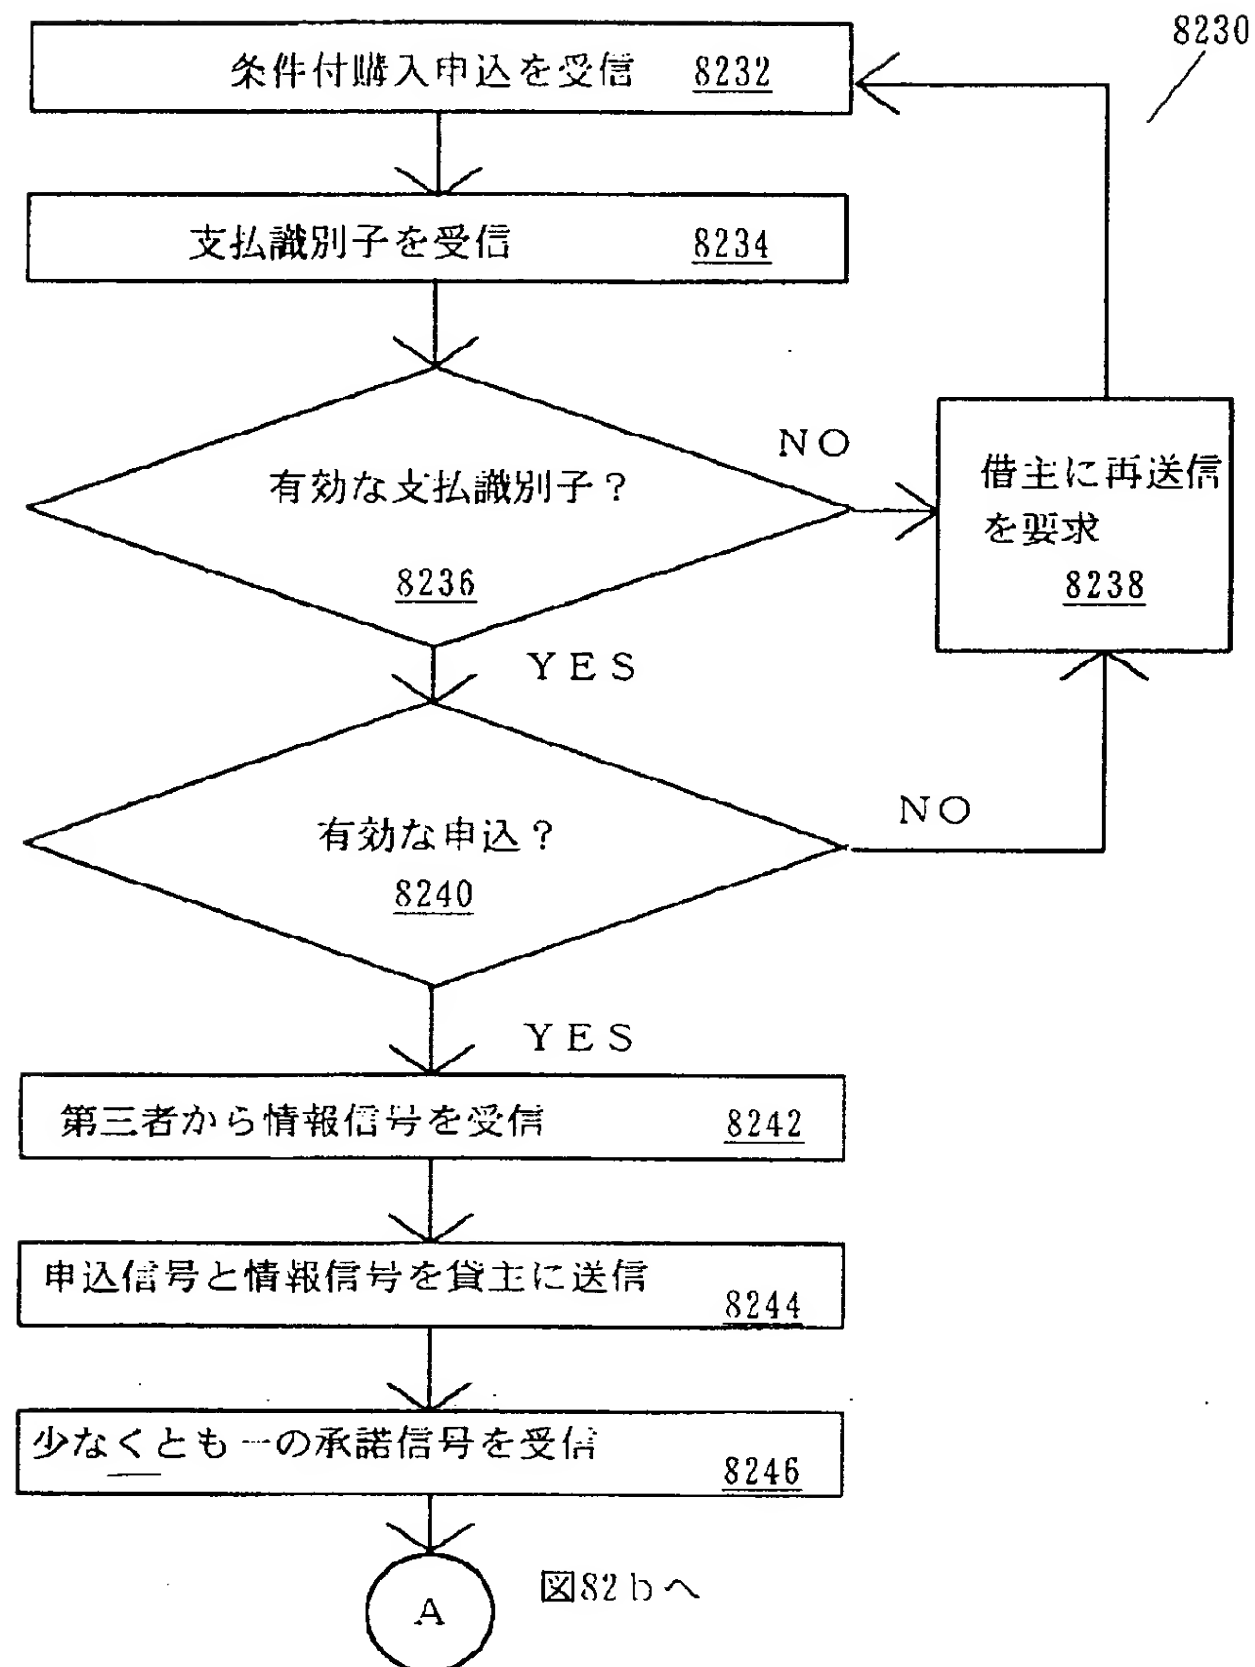 8230
条件付購入申込を受信 8232
支払識別子を受信 8234
有効な支払識別子？
8236
NO
借主に再送信
を要求
8238
YES
有効な申込？
8240
NO
YES
第三者から情報信号を受信 8242
申込信号と情報信号を貸主に送信
8244
少なくとも一の承諾信号を受信
8246
A
図82bへ